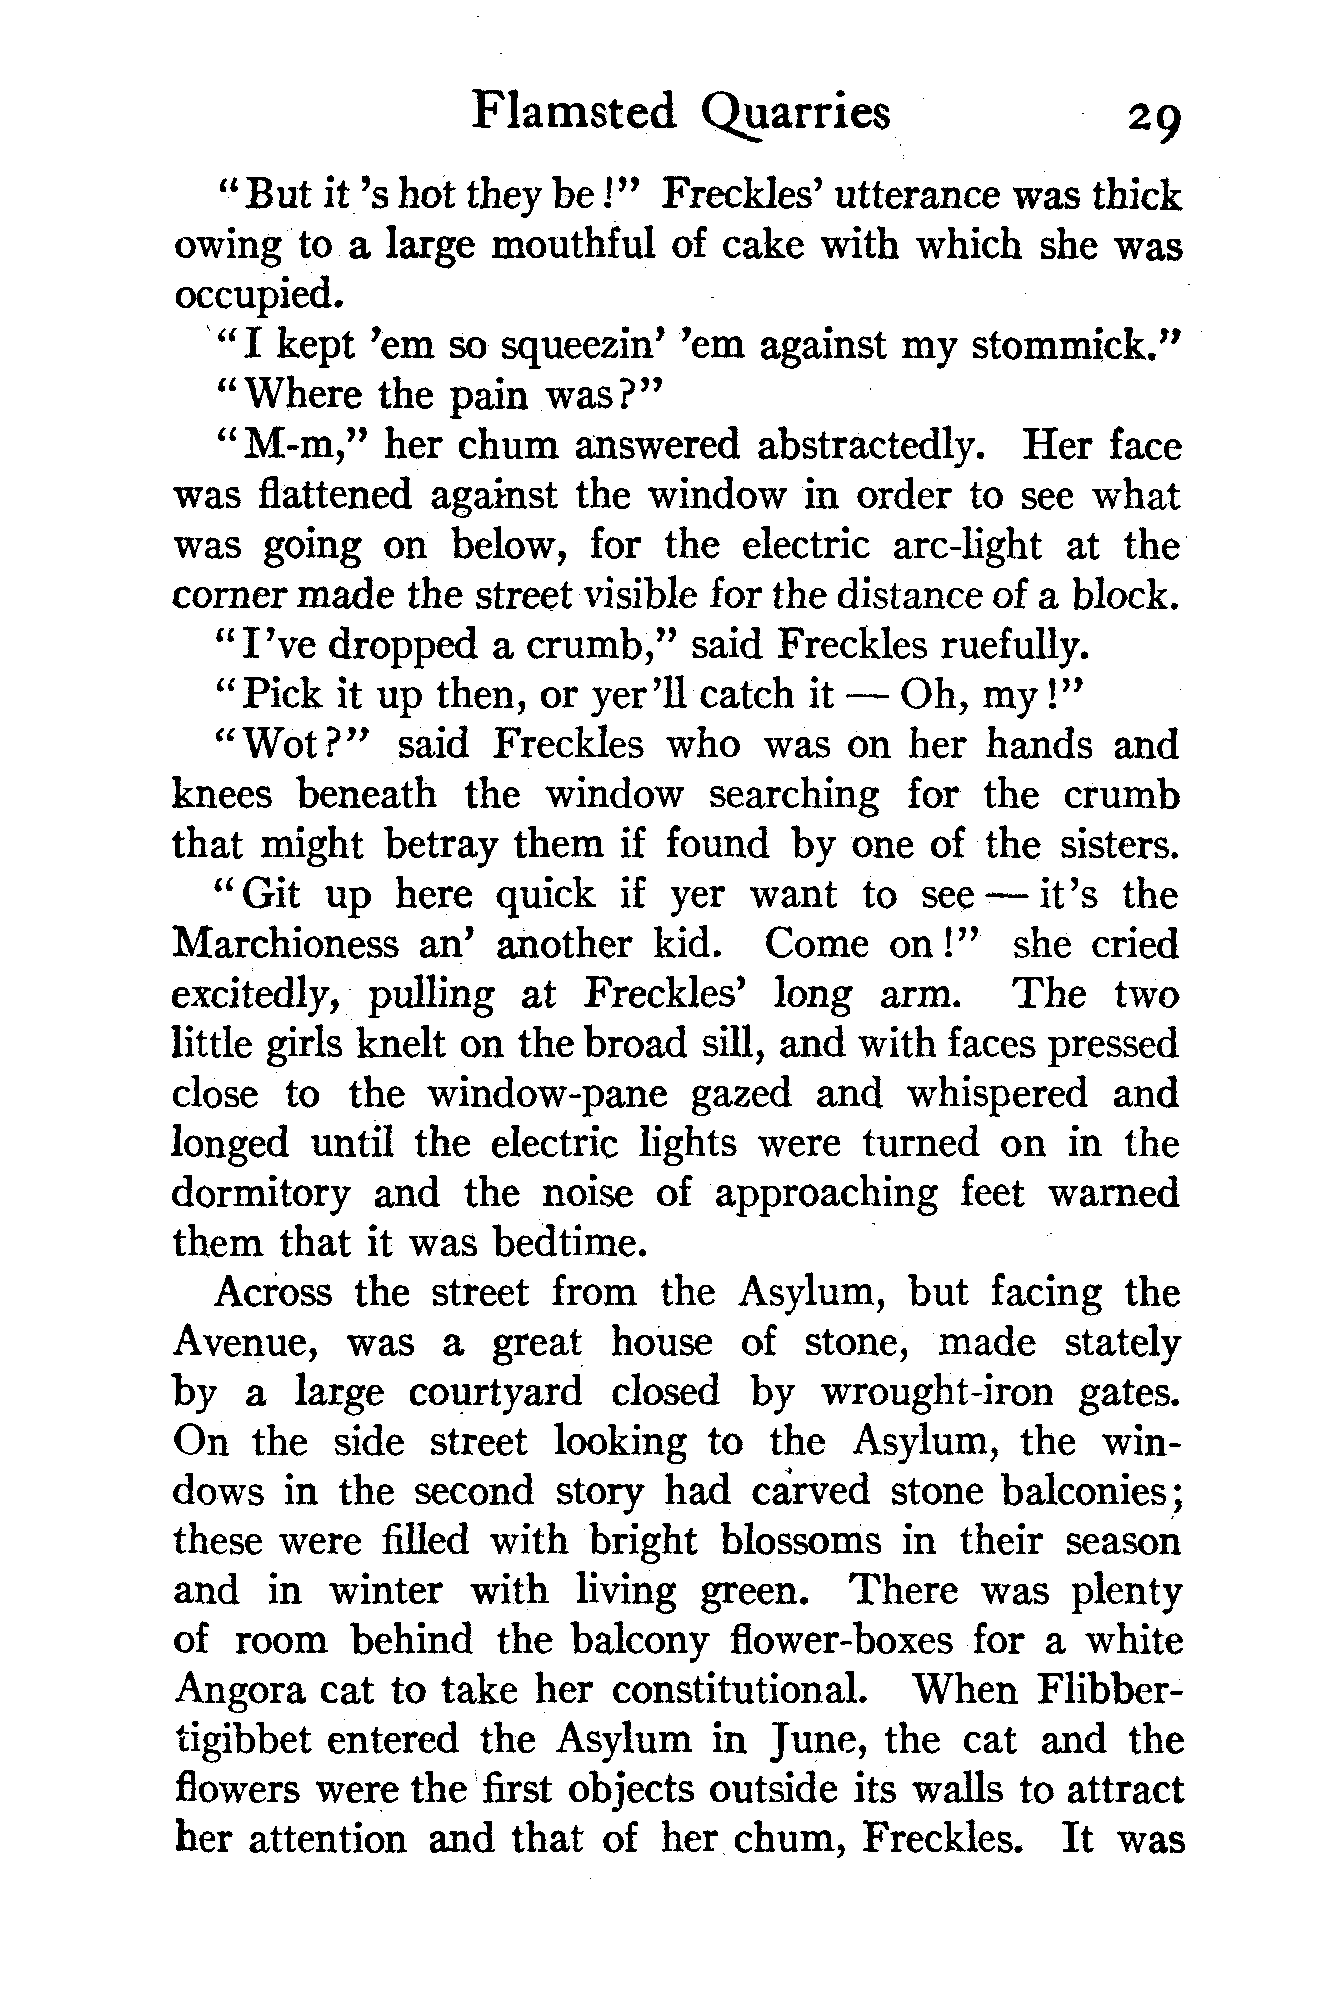 Flamsted Quarries 29
"But it 's hot they be!" Freckles' utterance was thick
owing to a large mouthful of cake with which she was
occupied.
"I kept 'em so squeezin' 'em against my stommick."
"Where the pain was?"
"M-m," her chum answered abstractedly. Her face
was flattened against the window in order to see what
was going on below, for the electric arc-light at the
corner made the street visible for the distance of a block.
"I've dropped a crumb," said Freckles ruefully.
"Pick it up then, or yer'll catch it — Oh, my!"
"Wot?" said Freckles who was on her hands and
knees beneath the window searching for the crumb
that might betray them if found by one of the sisters.
"Git up here quick if yer want to see — it's the
Marchioness an' another kid. Come on!" she cried
excitedly, pulling at Freckles' long arm. The two
little girls knelt on the broad sill, and with faces pressed
close to the window-pane gazed and whispered and
longed until the electric lights were turned on in the
dormitory and the noise of approaching feet warned
them that it was bedtime.
Across the street from the Asylum, but facing the
Avenue, was a great house of stone, made stately
by a large courtyard closed by wrought-iron gates.
On the side street looking to the Asylum, the win-
dows in the second story had carved stone balconies;
these were filled with bright blossoms in their season
and in winter with living green. There was plenty
of room behind the balcony flower-boxes for a white
Angora cat to take her constitutional. When Flibber-
tigibbet entered the Asylum in June, the cat and the
flowers were the first objects outside its walls to attract
her attention and that of her chum, Freckles. It was